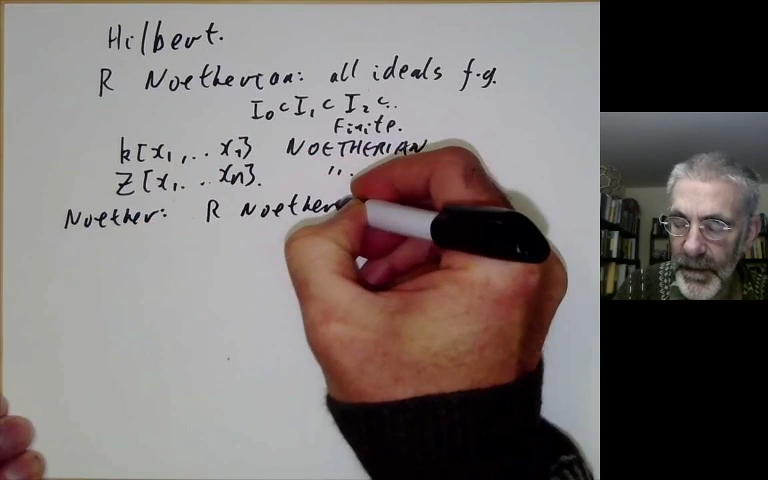 Hilbert.
R Noetherian: all ideals f.g.
I₀ ⊂ I₁ ⊂ I₂ ⊂..
Finite.
k[x₁,.. xₙ] NOETHERIAN
Z[x₁.. xₙ]. ".
Noether: R Noether